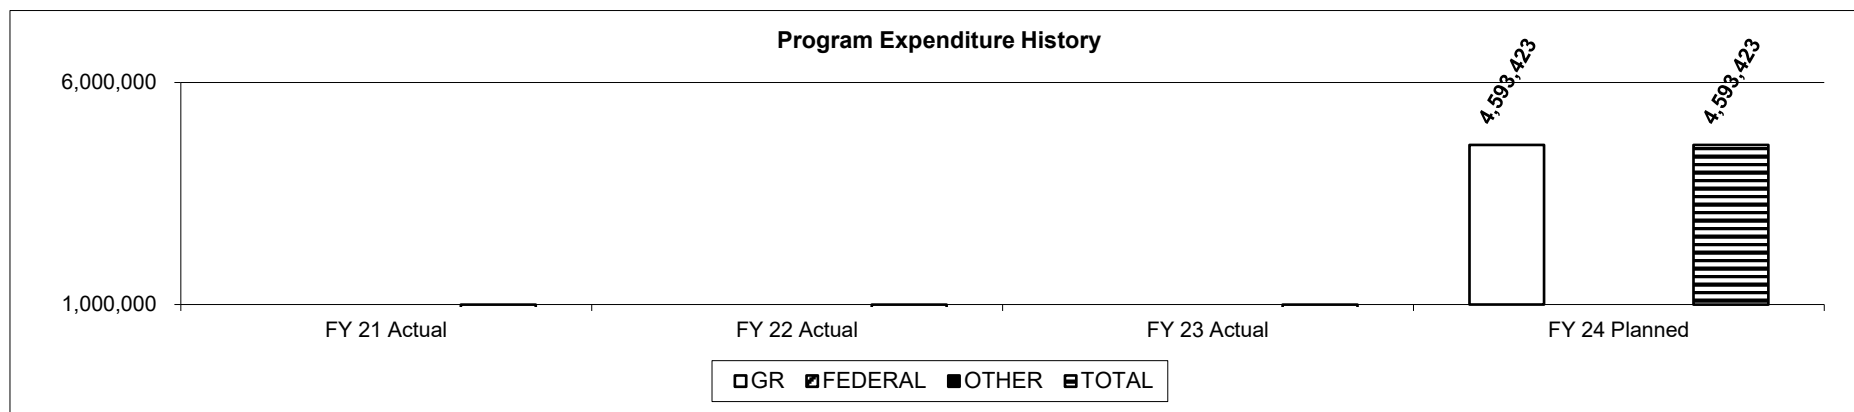 Program Expenditure History
4,593,423
4,593,423
6,000,000
1,000,000
FY 21 Actual
FY 22 Actual
FY 23 Actual
FY 24 Planned
GR FEDERAL OTHER TOTAL